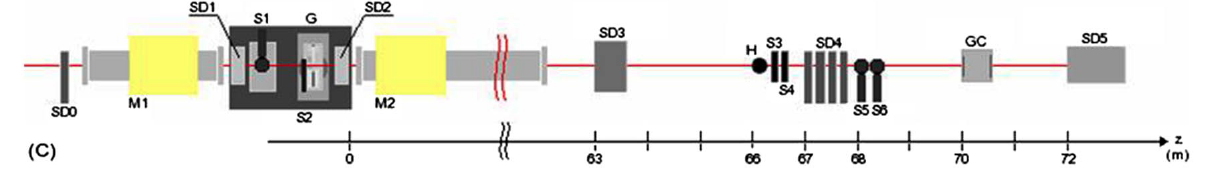 SD1 S1 G SD2
SD0 M1 S2 M2 SD3 H S3 S4 SD4 S5 S6 GC SD5
(C) 0 63 66 67 68 70 72 z
(m)